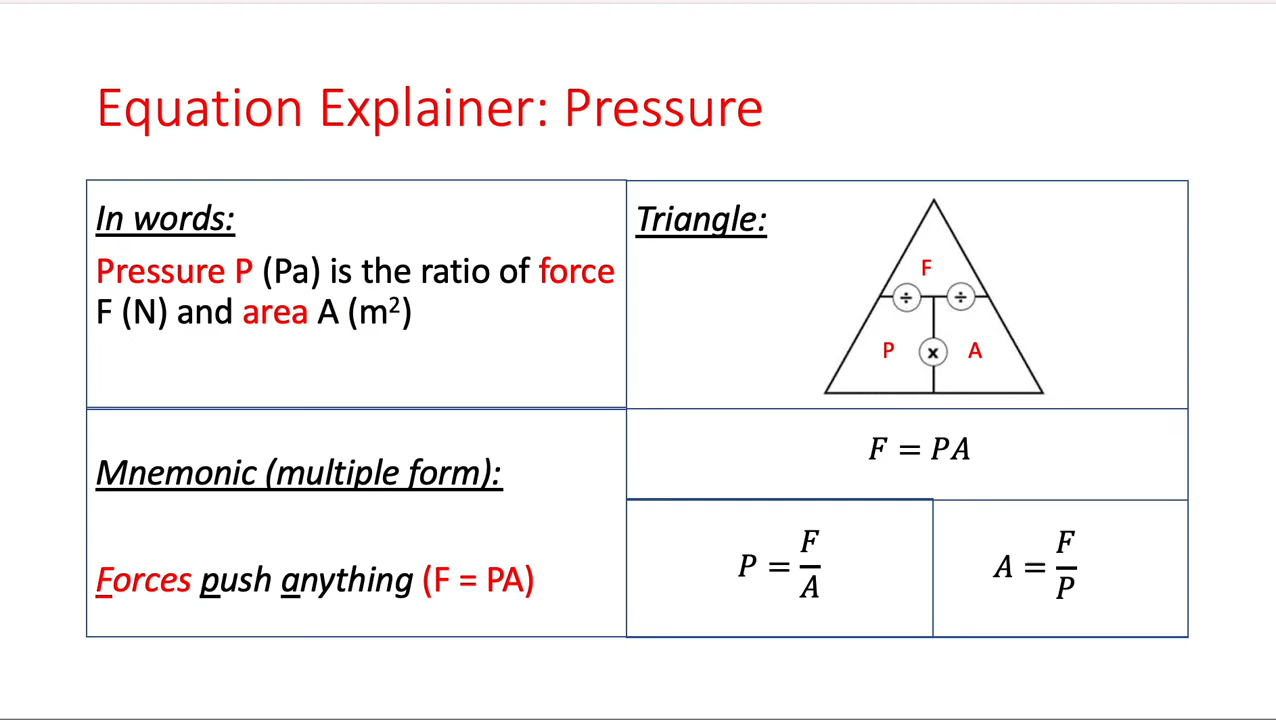 Equation Explainer: Pressure
In words:
Pressure P (Pa) is the ratio of force
F (N) and area A (m²)
Triangle:
F
÷ ÷
P x A
Mnemonic (multiple form):
Forces push anything (F = PA)
F = PA
P = F/A
A = F/P